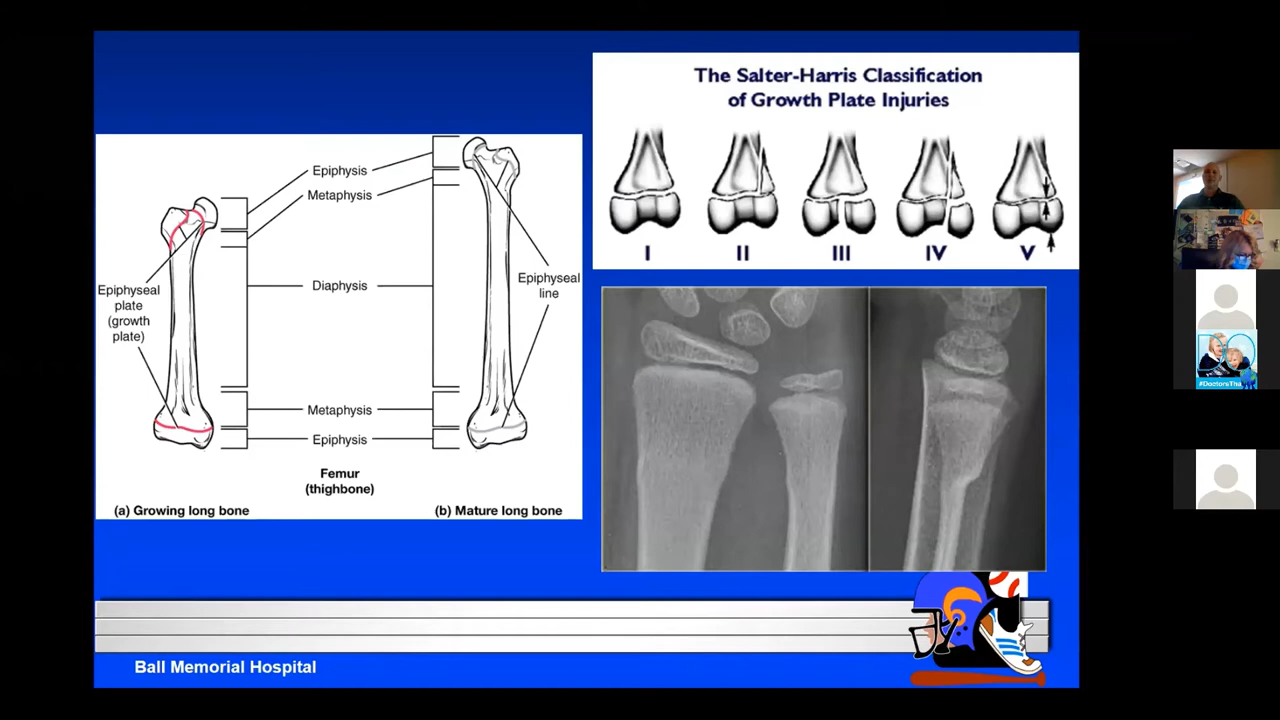 The Salter-Harris Classification
of Growth Plate Injuries
I II III IV V
Epiphysis
Metaphysis
Diaphysis
Epiphyseal
plate
(growth
plate)
Epiphyseal
line
Metaphysis
Epiphysis
Femur
(thighbone)
(a) Growing long bone
(b) Mature long bone
Ball Memorial Hospital